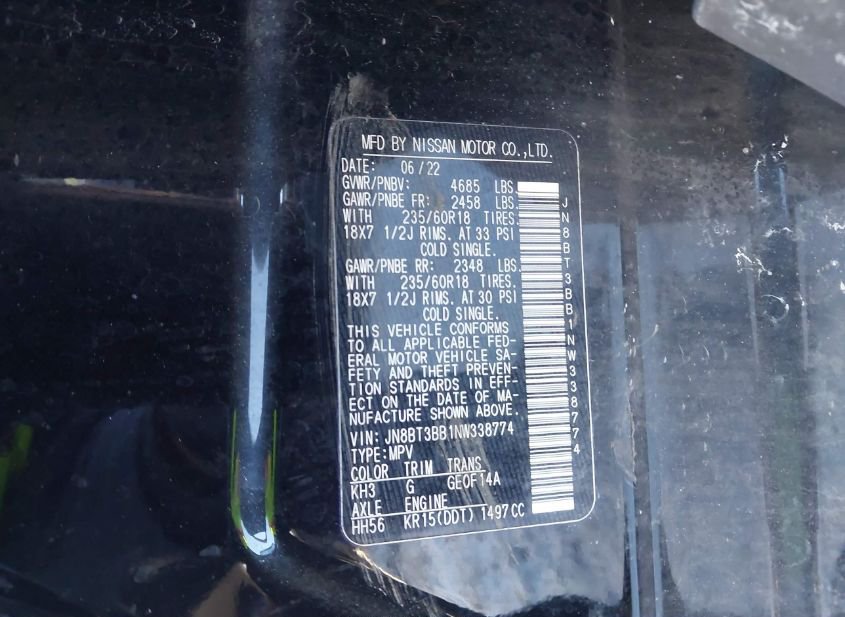 MFD BY NISSAN MOTOR CO.,LTD.
DATE: 06/22
GVWR/PNBV: 4685 LBS.
GAWR/PNBE FR: 2458 LBS.
WITH 235/60R18 TIRES.
18X7 1/2J RIMS. AT 33 PSI
COLD SINGLE.
GAWR/PNBE RR: 2348 LBS.
WITH 235/60R18 TIRES.
18X7 1/2J RIMS. AT 30 PSI
COLD SINGLE.
THIS VEHICLE CONFORMS
TO ALL APPLICABLE FED-
ERAL MOTOR VEHICLE SA-
FETY AND THEFT PREVEN-
TION STANDARDS IN EFF-
ECT ON THE DATE OF MA-
NUFACTURE SHOWN ABOVE.
VIN: JN8BT3BB1NW338774
TYPE:MPV
COLOR TRIM TRANS
KH3 G GE0F14A
AXLE ENGINE
HH56 KR15(DDT) 1497CC
JN8BT3BB1NW338774